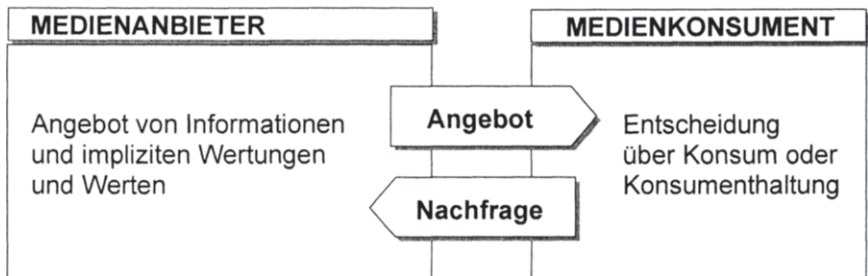 MEDIENANBIETER
MEDIENKONSUMENT
Angebot von Informationen
und impliziten Wertungen
und Werten
Angebot
Nachfrage
Entscheidung
über Konsum oder
Konsumenthaltung